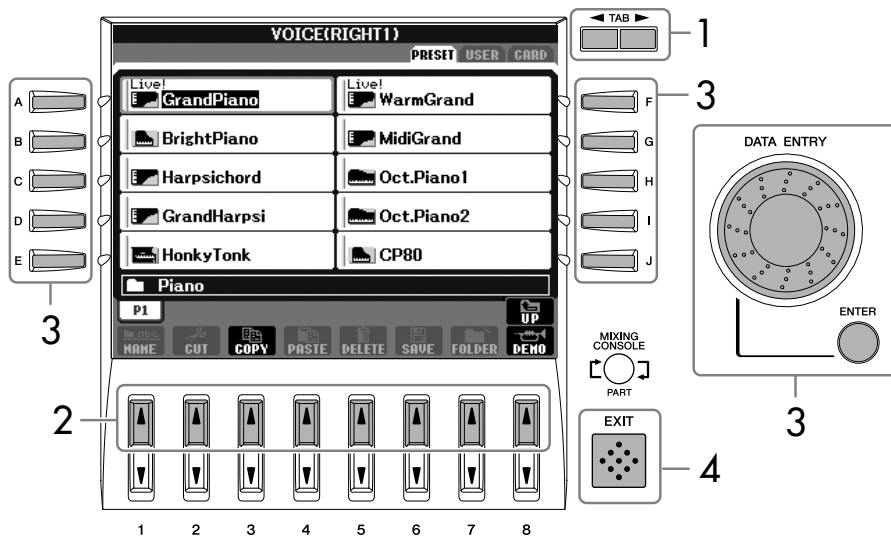 VOICE(RIGHT1)
PRESET USER CARD
◄ TAB ►
1
Live!
GrandPiano
Live!
WarmGrand
BrightPiano
MidiGrand
Harpsichord
Oct.Piano1
GrandHarpsi
Oct.Piano2
HonkyTonk
CP80
Piano
P1
UP
abc
NAME CUT COPY PASTE DELETE SAVE FOLDER DEMO
A
B
C
D
E
3
F
G
H
I
J
3
DATA ENTRY
ENTER
3
MIXING
CONSOLE
PART
EXIT
4
2
1 2 3 4 5 6 7 8